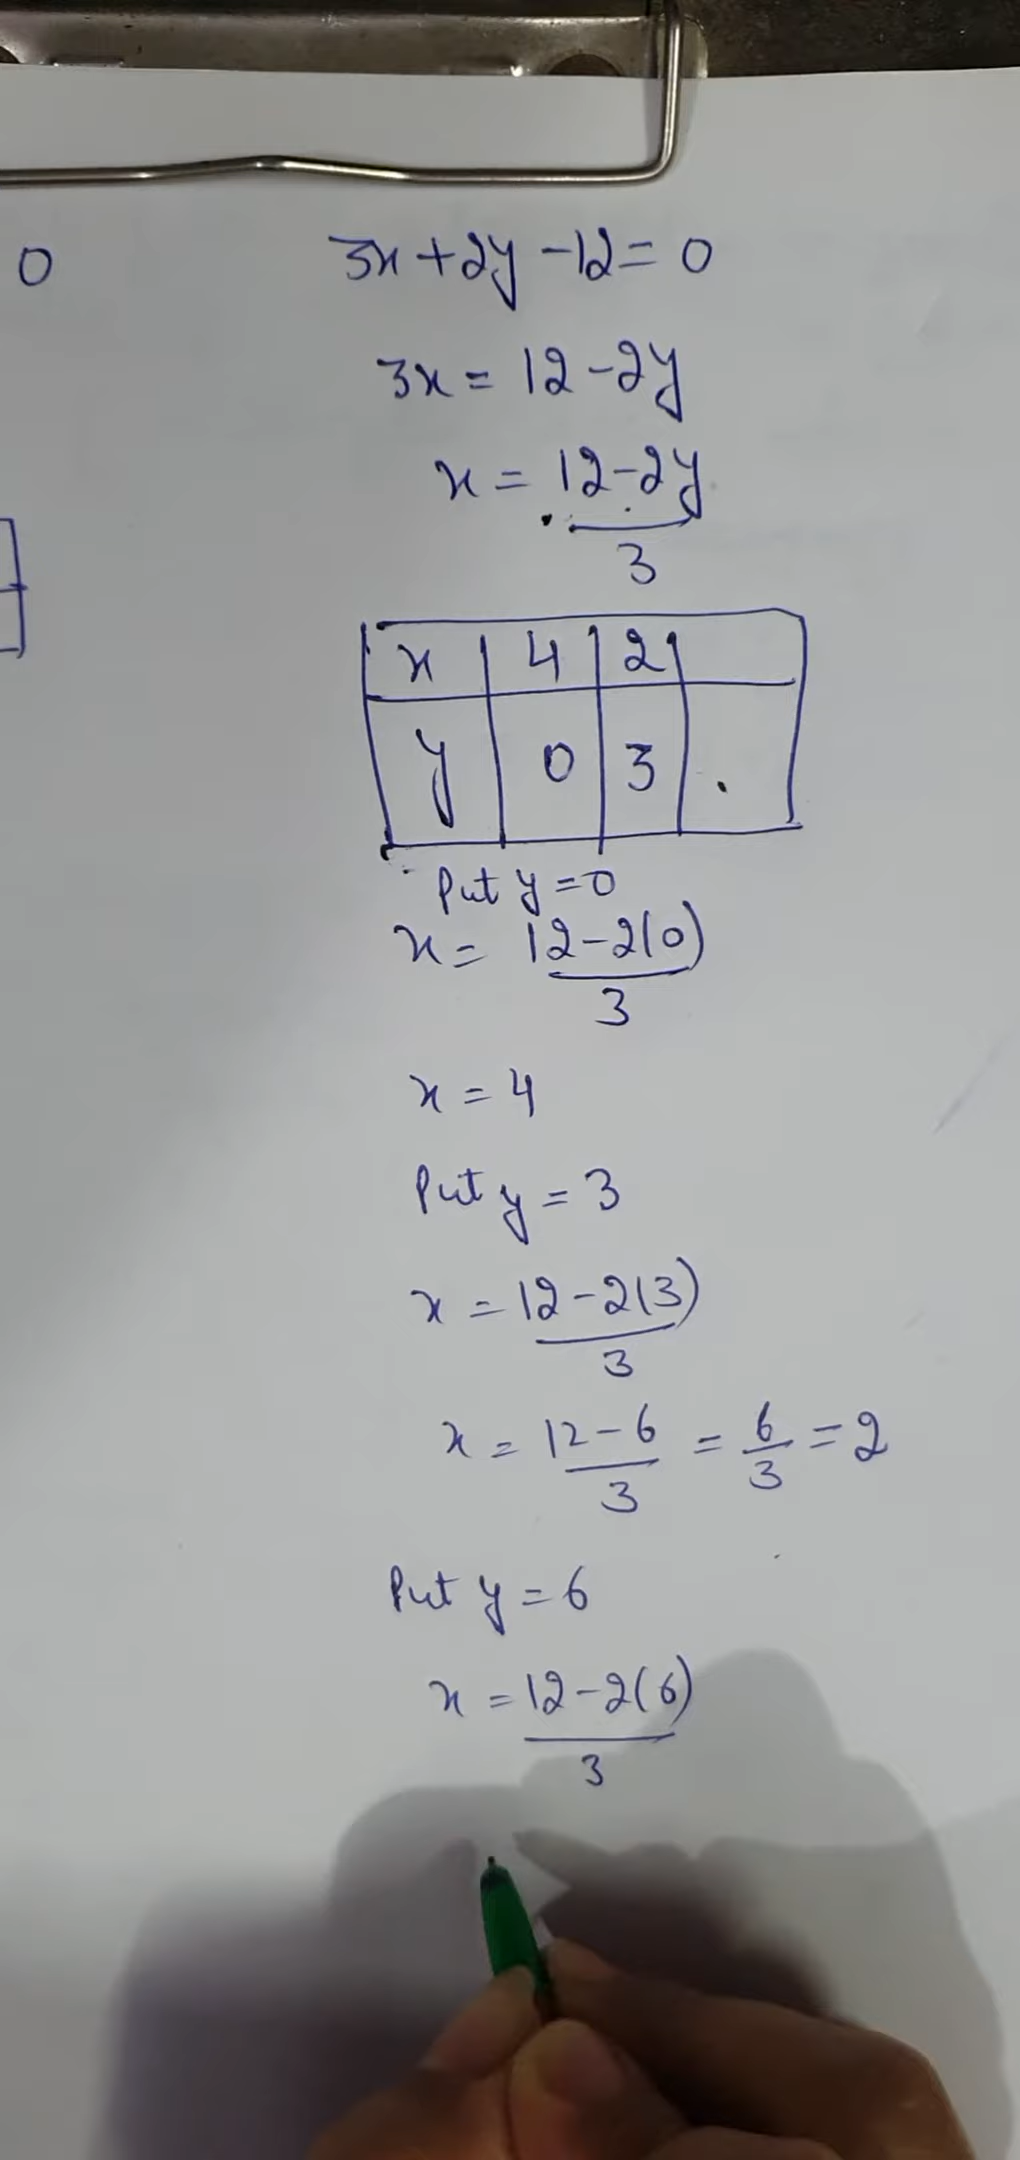 0
3x + 2y - 12 = 0
3x = 12 - 2y
x = 12 - 2y
3
x 4 2
y 0 3
Put y = 0
x = 12 - 2(0)
3
x = 4
Put y = 3
x = 12 - 2(3)
3
x = 12 - 6 = 6 = 2
3 3
Put y = 6
x = 12 - 2(6)
3